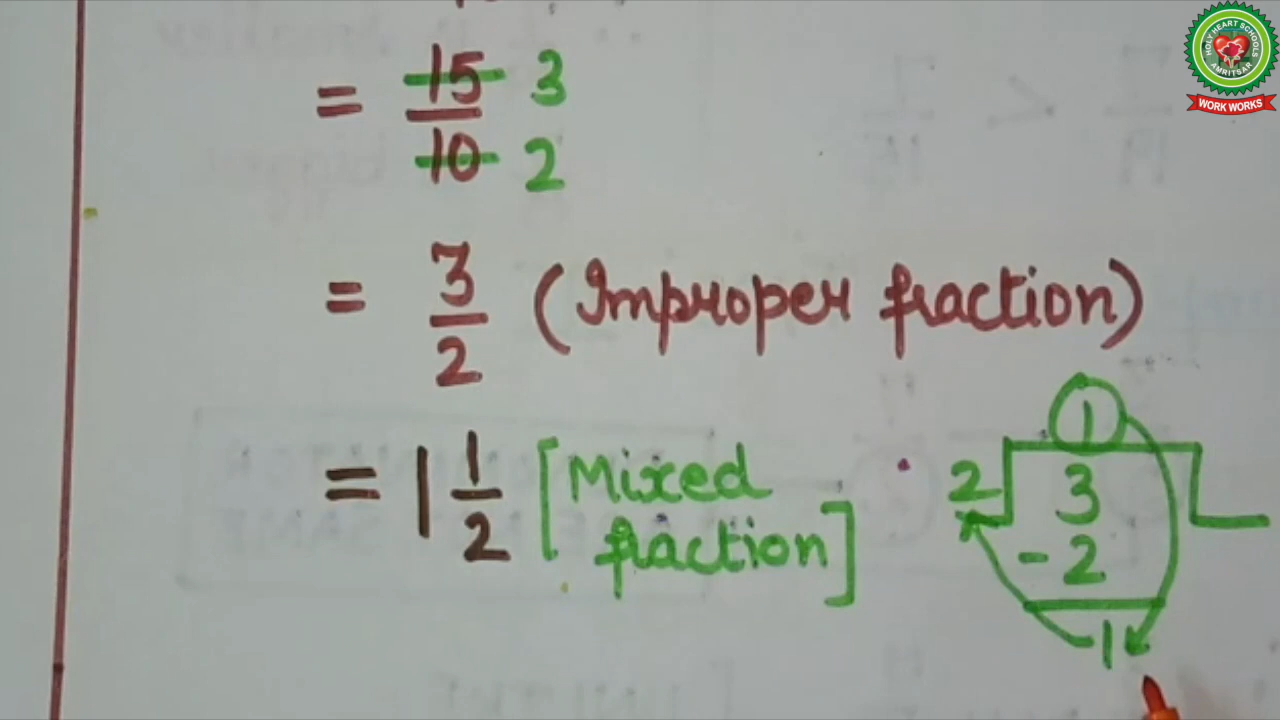 HOLY HEART SCHOOLS
AMRITSAR
WORK WORKS
= 15/10 3/2
= 3/2 (Improper fraction)
= 1 1/2 [Mixed
fraction]
1
2 3
- 2
1